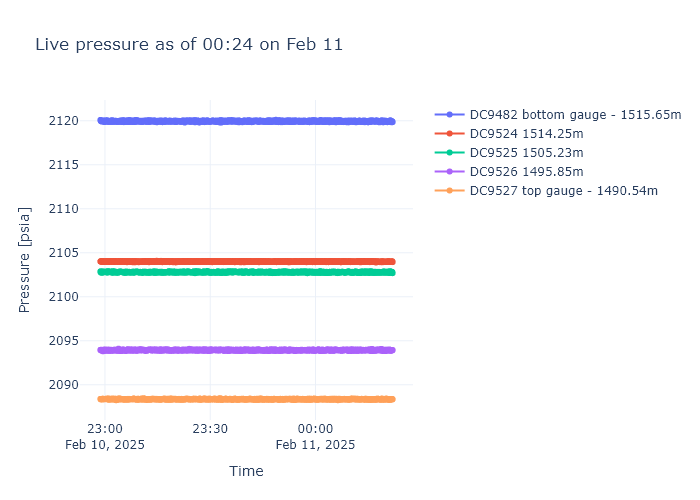 Live pressure as of 00:24 on Feb 11
DC9482 bottom gauge - 1515.65m
DC9524 1514.25m
DC9525 1505.23m
DC9526 1495.85m
DC9527 top gauge - 1490.54m
Pressure [psia]
2120
2115
2110
2105
2100
2095
2090
23:00
Feb 10, 2025
23:30
00:00
Feb 11, 2025
Time